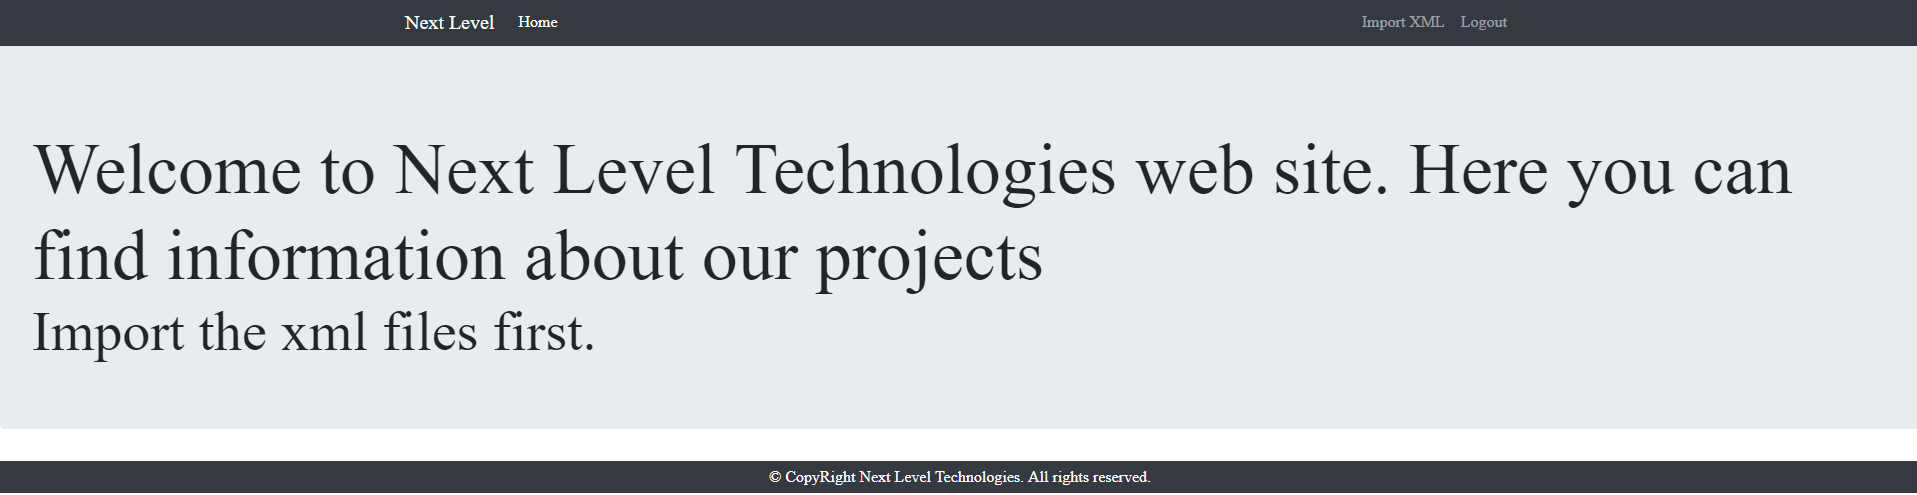 Next Level Home Import XML Logout
Welcome to Next Level Technologies web site. Here you can
find information about our projects
Import the xml files first.
© CopyRight Next Level Technologies. All rights reserved.